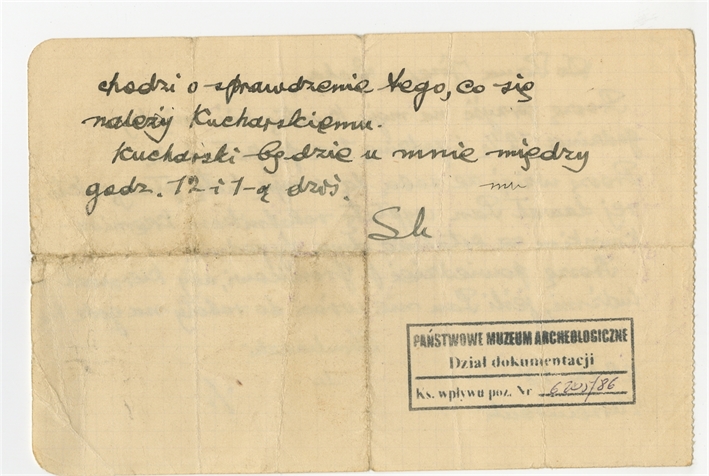 chodzi o sprawdzenie tego, co się
należy Kucharskiemu.
Kucharski będzie u mnie między
godz. 12 i 1-ą dziś.
PAŃSTWOWE MUZEUM ARCHEOLOGICZNE
Dział dokumentacji
Ks. wpływu poz. Nr